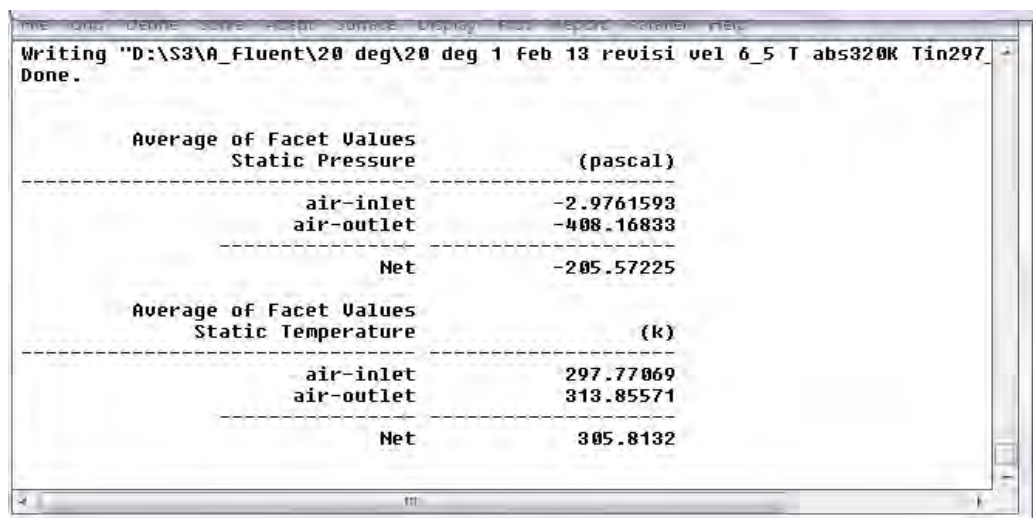 Writing "D:\S3\A_Fluent\20 deg\20 deg 1 feb 13 revisi vel 6_5 T abs320K Tin297_
Done.
Average of Facet Values
Static Pressure (pascal)
-------------------------------- --------------------
air-inlet -2.9761593
air-outlet -408.16833
---------------- --------------------
Net -205.57225
Average of Facet Values
Static Temperature (k)
-------------------------------- --------------------
air-inlet 297.77069
air-outlet 313.85571
---------------- --------------------
Net 305.8132